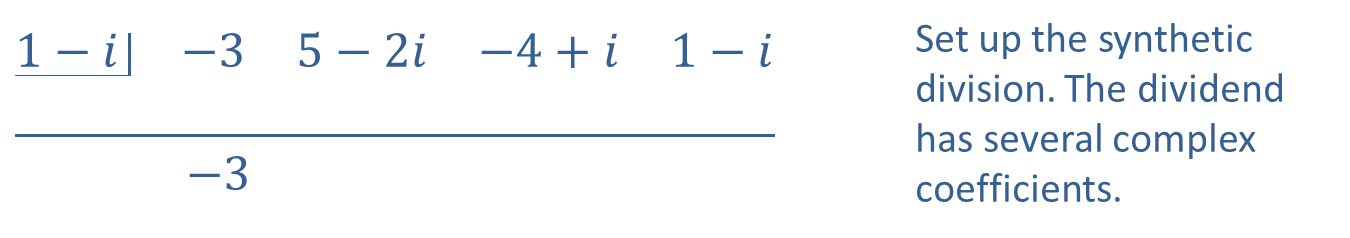 1 − i| −3 5 − 2i −4 + i 1 − i
−3
Set up the synthetic
division. The dividend
has several complex
coefficients.